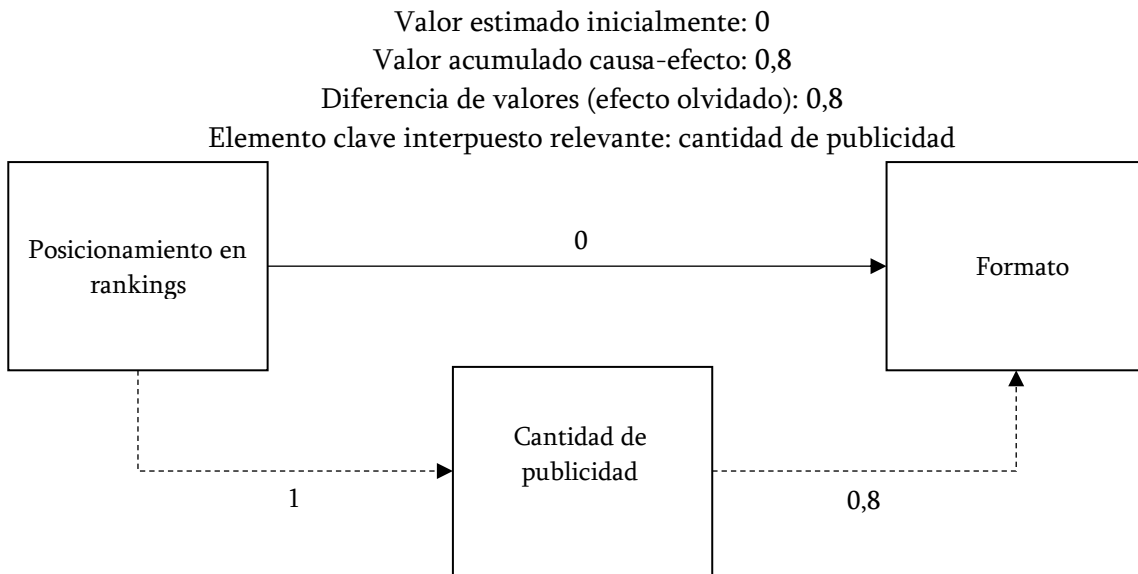 Valor estimado inicialmente: 0
Valor acumulado causa-efecto: 0,8
Diferencia de valores (efecto olvidado): 0,8
Elemento clave interpuesto relevante: cantidad de publicidad
Posicionamiento en
rankings
0
Formato
Cantidad de
publicidad
1
0,8